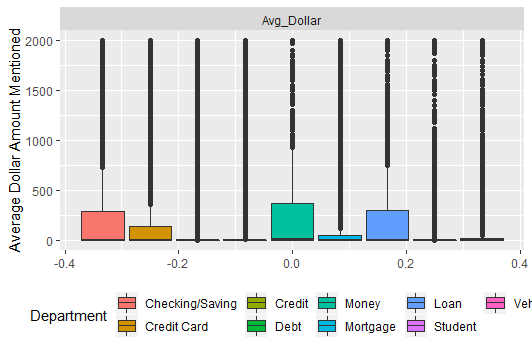 Avg_Dollar
Average Dollar Amount Mentioned
2000
1500
1000
500
0
-0.4 -0.2 0.0 0.2 0.4
Department
Checking/Saving Credit Money Loan Veh
Credit Card Debt Mortgage Student